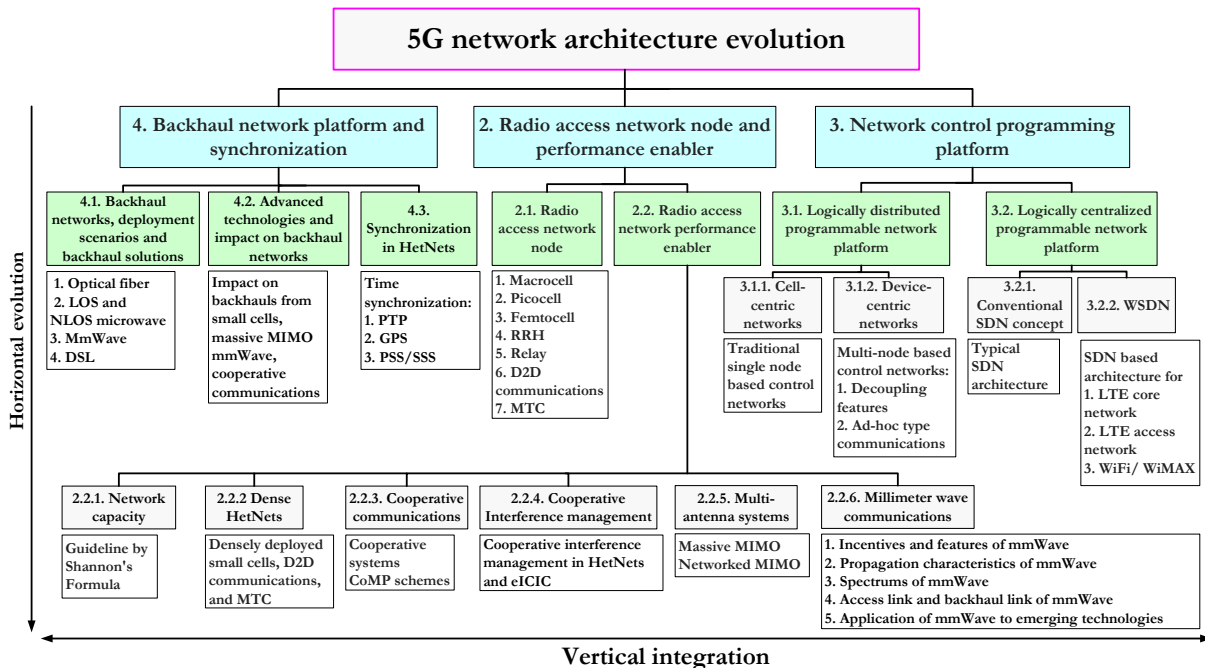 5G network architecture evolution
4. Backhaul network platform and
synchronization
2. Radio access network node and
performance enabler
3. Network control programming
platform
4.1. Backhaul
networks, deployment
scenarios and
backhaul solutions
4.2. Advanced
technologies and
impact on backhaul
networks
4.3.
Synchronization
in HetNets
2.1. Radio
access network
node
2.2. Radio access
network performance
enabler
3.1. Logically distributed
programmable network
platform
3.2. Logically centralized
programmable network
platform
1. Optical fiber
2. LOS and
NLOS microwave
3. MmWave
4. DSL
Impact on
backhauls from
small cells,
massive MIMO
mmWave,
cooperative
communications
Time
synchronization:
1. PTP
2. GPS
3. PSS/SSS
1. Macrocell
2. Picocell
3. Femtocell
4. RRH
5. Relay
6. D2D
communications
7. MTC
3.1.1. Cell-
centric
networks
Traditional
single node
based control
networks
3.1.2. Device-
centric
networks
Multi-node based
control networks:
1. Decoupling
features
2. Ad-hoc type
communications
3.2.1.
Conventional
SDN concept
Typical
SDN
architecture
3.2.2. WSDN
SDN based
architecture for
1. LTE core
network
2. LTE access
network
3. WiFi/ WiMAX
2.2.1. Network
capacity
Guideline by
Shannon's
Formula
2.2.2 Dense
HetNets
Densely deployed
small cells, D2D
communications,
and MTC
2.2.3. Cooperative
communications
Cooperative
systems
CoMP schemes
2.2.4. Cooperative
Interference management
Cooperative interference
management in HetNets
and eICIC
2.2.5. Multi-
antenna systems
Massive MIMO
Networked MIMO
2.2.6. Millimeter wave
communications
1. Incentives and features of mmWave
2. Propagation characteristics of mmWave
3. Spectrums of mmWave
4. Access link and backhaul link of mmWave
5. Application of mmWave to emerging technologies
Horizontal evolution
Vertical integration